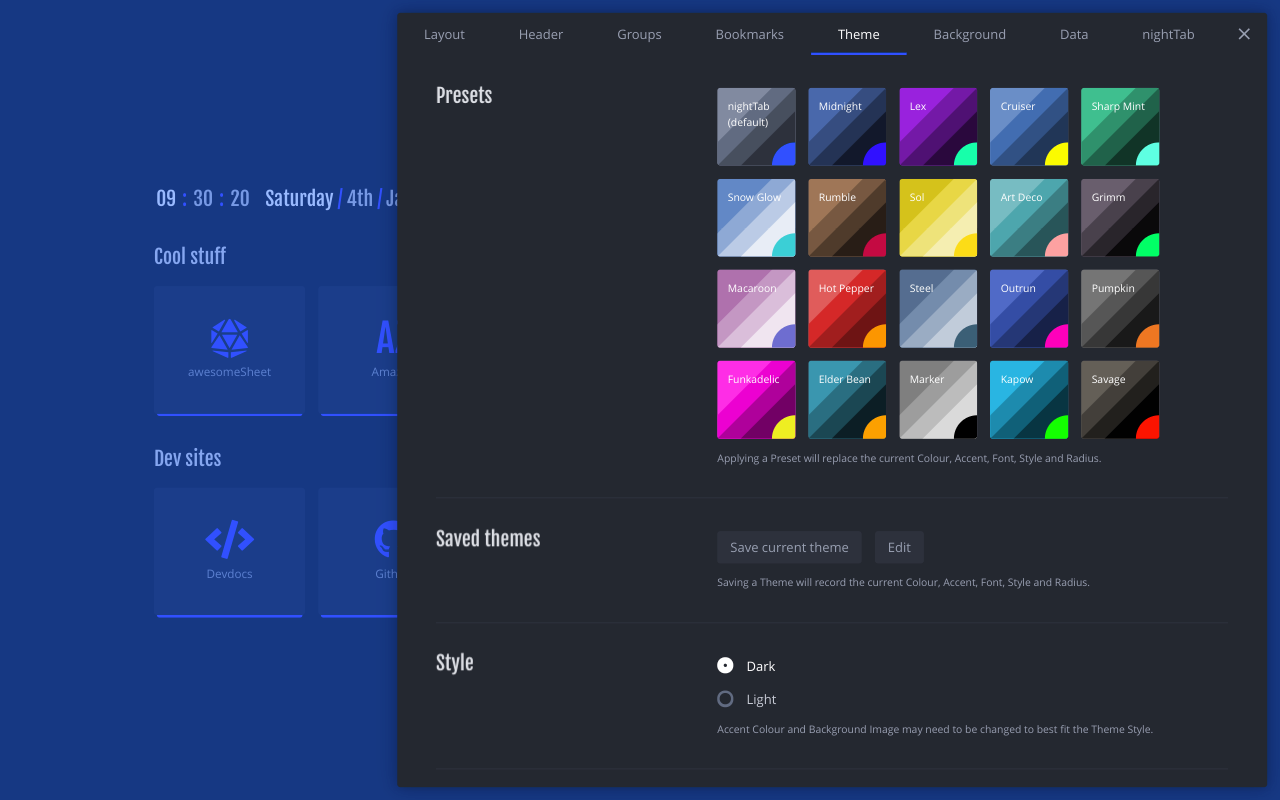 Layout Header Groups Bookmarks Theme Background Data nightTab
Presets
nightTab
(default)
Midnight
Lex
Cruiser
Sharp Mint
Snow Glow
Rumble
Sol
Art Deco
Grimm
Macaroon
Hot Pepper
Steel
Outrun
Pumpkin
Funkadelic
Elder Bean
Marker
Kapow
Savage
Applying a Preset will replace the current Colour, Accent, Font, Style and Radius.
Saved themes
Save current theme
Edit
Saving a Theme will record the current Colour, Accent, Font, Style and Radius.
Style
Dark
Light
Accent Colour and Background Image may need to be changed to best fit the Theme Style.
09 : 30 : 20 Saturday / 4th /
Cool stuff
awesomeSheet
Dev sites
Devdocs